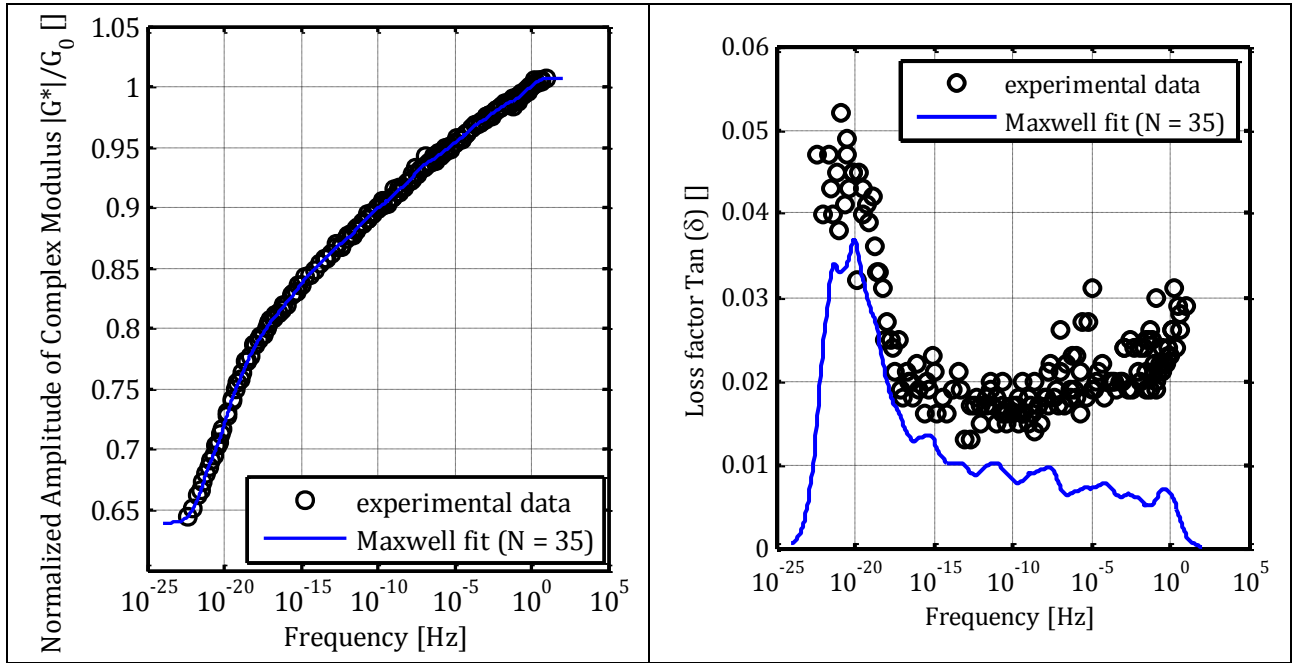 Normalized Amplitude of Complex Modulus |G*|/G₀ []
1.05
1
0.95
0.9
0.85
0.8
0.75
0.7
0.65
experimental data
Maxwell fit (N = 35)
10⁻²⁵ 10⁻²⁰ 10⁻¹⁵ 10⁻¹⁰ 10⁻⁵ 10⁰ 10⁵
Frequency [Hz]
Loss factor Tan (δ) []
0.06
0.05
0.04
0.03
0.02
0.01
0
experimental data
Maxwell fit (N = 35)
10⁻²⁵ 10⁻²⁰ 10⁻¹⁵ 10⁻¹⁰ 10⁻⁵ 10⁰ 10⁵
Frequency [Hz]